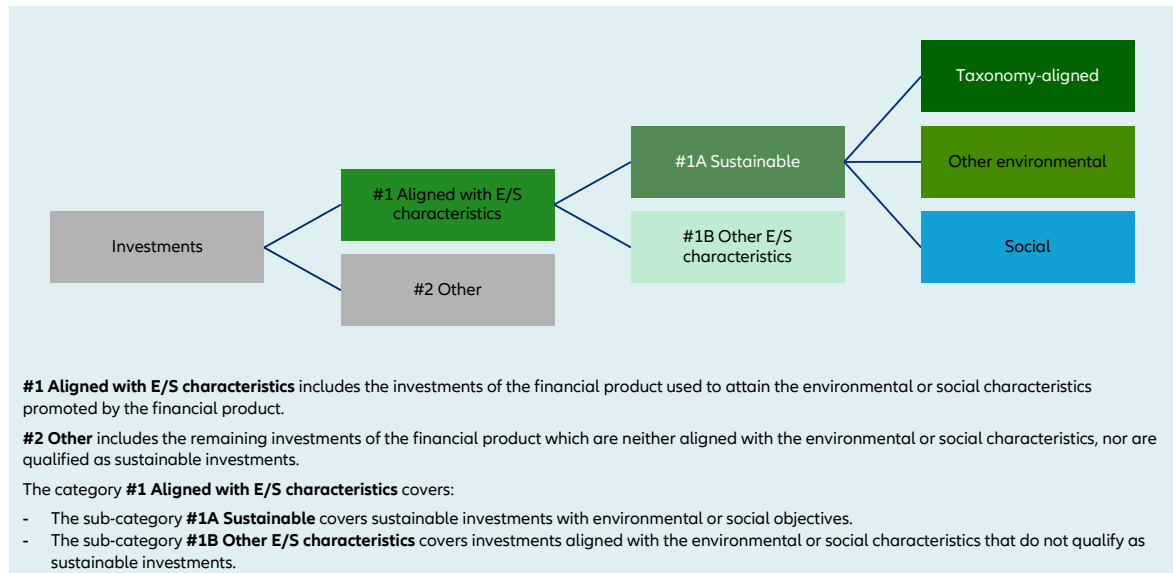 Taxonomy-aligned
#1A Sustainable
Other environmental
#1 Aligned with E/S
characteristics
#1B Other E/S
characteristics
Investments
Social
#2 Other
#1 Aligned with E/S characteristics includes the investments of the financial product used to attain the environmental or social characteristics
promoted by the financial product.
#2 Other includes the remaining investments of the financial product which are neither aligned with the environmental or social characteristics, nor are
qualified as sustainable investments.
The category #1 Aligned with E/S characteristics covers:
- The sub-category #1A Sustainable covers sustainable investments with environmental or social objectives.
- The sub-category #1B Other E/S characteristics covers investments aligned with the environmental or social characteristics that do not qualify as
sustainable investments.